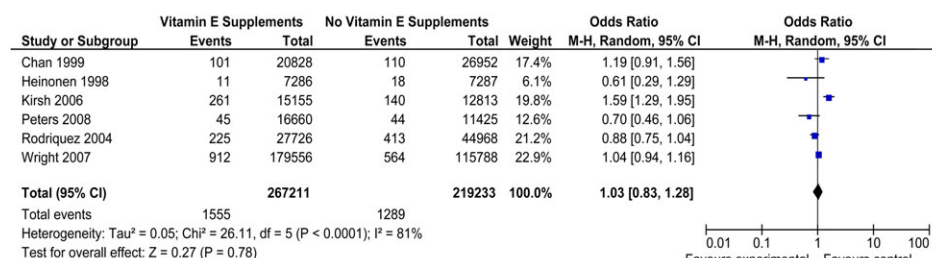 Vitamin E Supplements No Vitamin E Supplements Odds Ratio Odds Ratio
Study or Subgroup Events Total Events Total Weight M-H, Random, 95% CI M-H, Random, 95% CI
Chan 1999 101 20828 110 26952 17.4% 1.19 [0.91, 1.56]
Heinonen 1998 11 7286 18 7287 6.1% 0.61 [0.29, 1.29]
Kirsh 2006 261 15155 140 12813 19.8% 1.59 [1.29, 1.95]
Peters 2008 45 16660 44 11425 12.6% 0.70 [0.46, 1.06]
Rodriquez 2004 225 27726 413 44968 21.2% 0.88 [0.75, 1.04]
Wright 2007 912 179556 564 115788 22.9% 1.04 [0.94, 1.16]
Total (95% CI) 267211 219233 100.0% 1.03 [0.83, 1.28]
Total events 1555 1289
Heterogeneity: Tau² = 0.05; Chi² = 26.11, df = 5 (P < 0.0001); I² = 81%
Test for overall effect: Z = 0.27 (P = 0.78)
0.01 0.1 1 10 100
Favours experimental Favours control